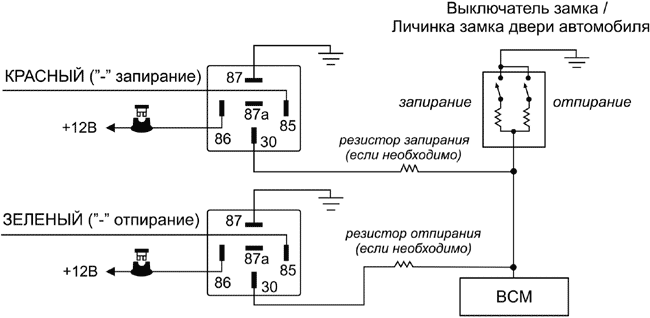 Выключатель замка /
Личинка замка двери автомобиля
КРАСНЫЙ ("-" запирание)
87
87a
86
30
85
+12В
запирание
отпирание
резистор запирания
(если необходимо)
ЗЕЛЕНЫЙ ("-" отпирание)
87
87a
86
30
85
+12В
резистор отпирания
(если необходимо)
BCM